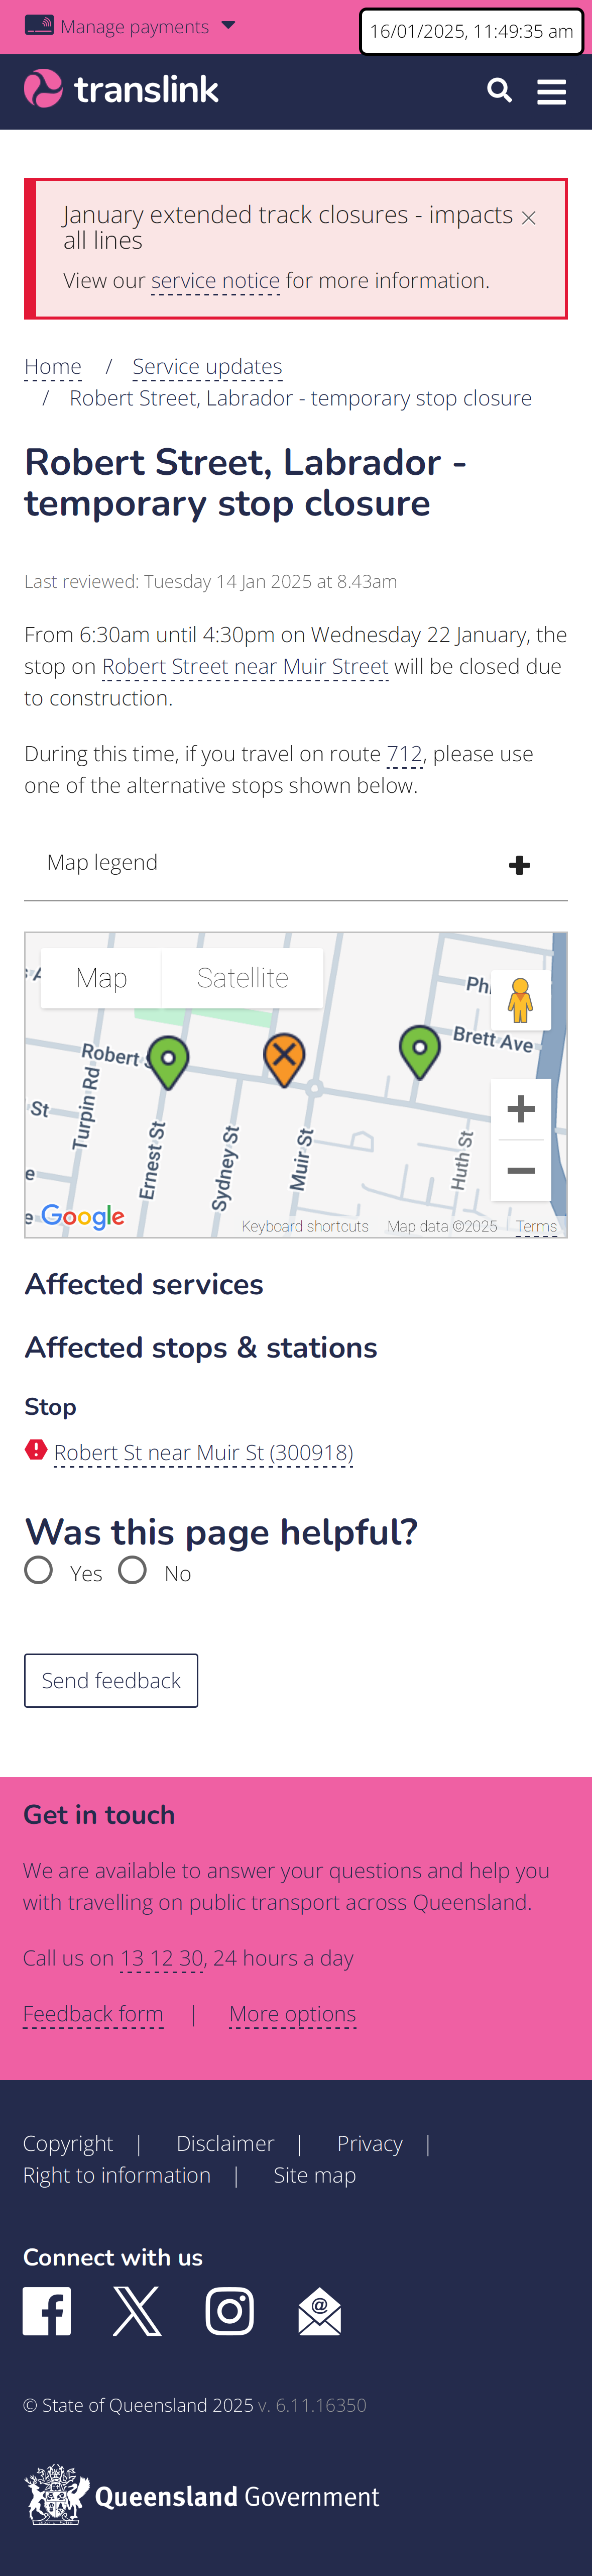 Manage payments
16/01/2025, 11:49:35 am
translink
January extended track closures - impacts
all lines
View our service notice for more information.
Home / Service updates
/ Robert Street, Labrador - temporary stop closure
Robert Street, Labrador -
temporary stop closure
Last reviewed: Tuesday 14 Jan 2025 at 8.43am
From 6:30am until 4:30pm on Wednesday 22 January, the
stop on Robert Street near Muir Street will be closed due
to construction.
During this time, if you travel on route 712, please use
one of the alternative stops shown below.
Map legend
Map
Satellite
Brett Ave
Robert
St
Turpin Rd
Ernest St
Sydney St
Muir St
Huth St
Google
Keyboard shortcuts
Map data ©2025
Terms
Affected services
Affected stops & stations
Stop
Robert St near Muir St (300918)
Was this page helpful?
Yes
No
Send feedback
Get in touch
We are available to answer your questions and help you
with travelling on public transport across Queensland.
Call us on 13 12 30, 24 hours a day
Feedback form | More options
Copyright | Disclaimer | Privacy |
Right to information | Site map
Connect with us
© State of Queensland 2025 v. 6.11.16350
Queensland Government